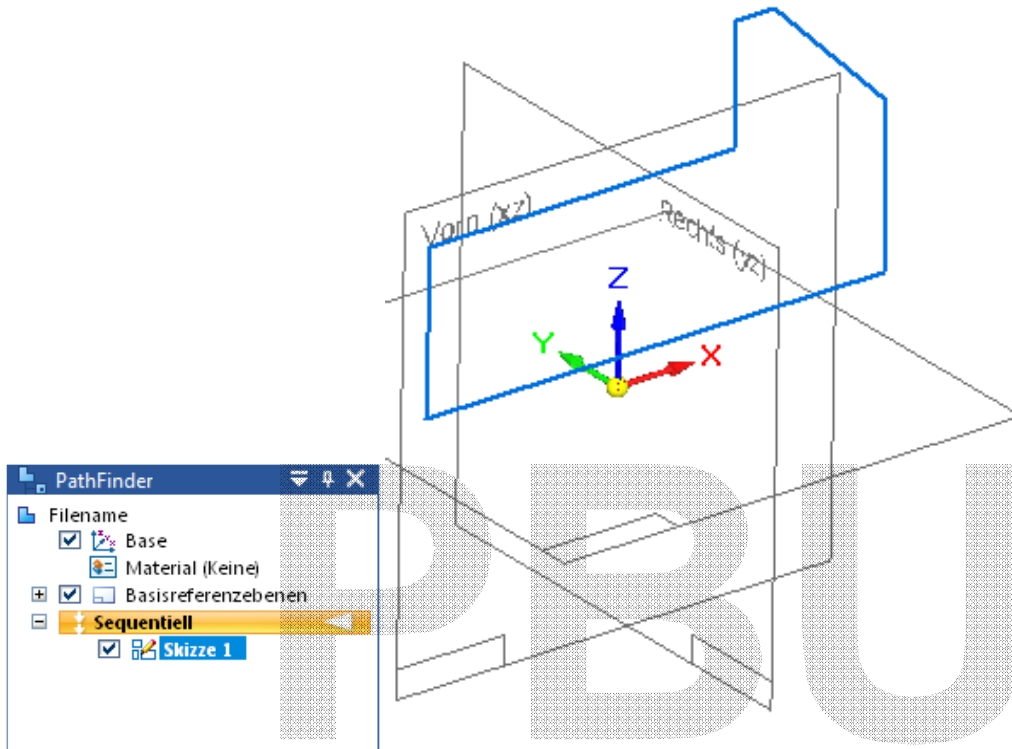 Vorn (xz)
Rechts (yz)
Z
Y
X
PathFinder
Filename
Base
Material (Keine)
Basisreferenzebenen
Sequentiell
Skizze 1
PBU